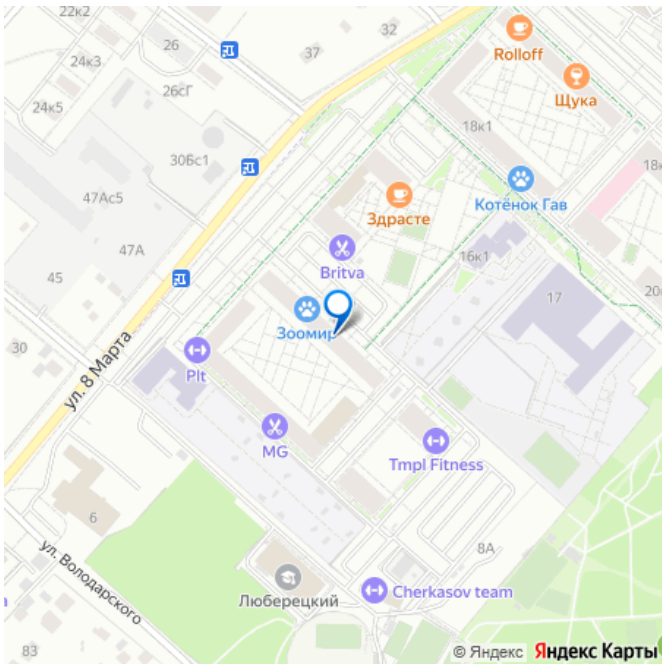 22к2
26
37
32
Rolloff
24к3
24к5
26сГ
Щука
18к1
30Бс1
47Ас5
18к
Котёнок Гав
Здрасте
47А
45
Britva
16к1
17
20
Зоомир
30
ул. 8 Марта
Plt
MG
Tmpl Fitness
6
8А
ул. Володарского
Люберецкий
Cherkasov team
83
© Яндекс Яндекс Карты